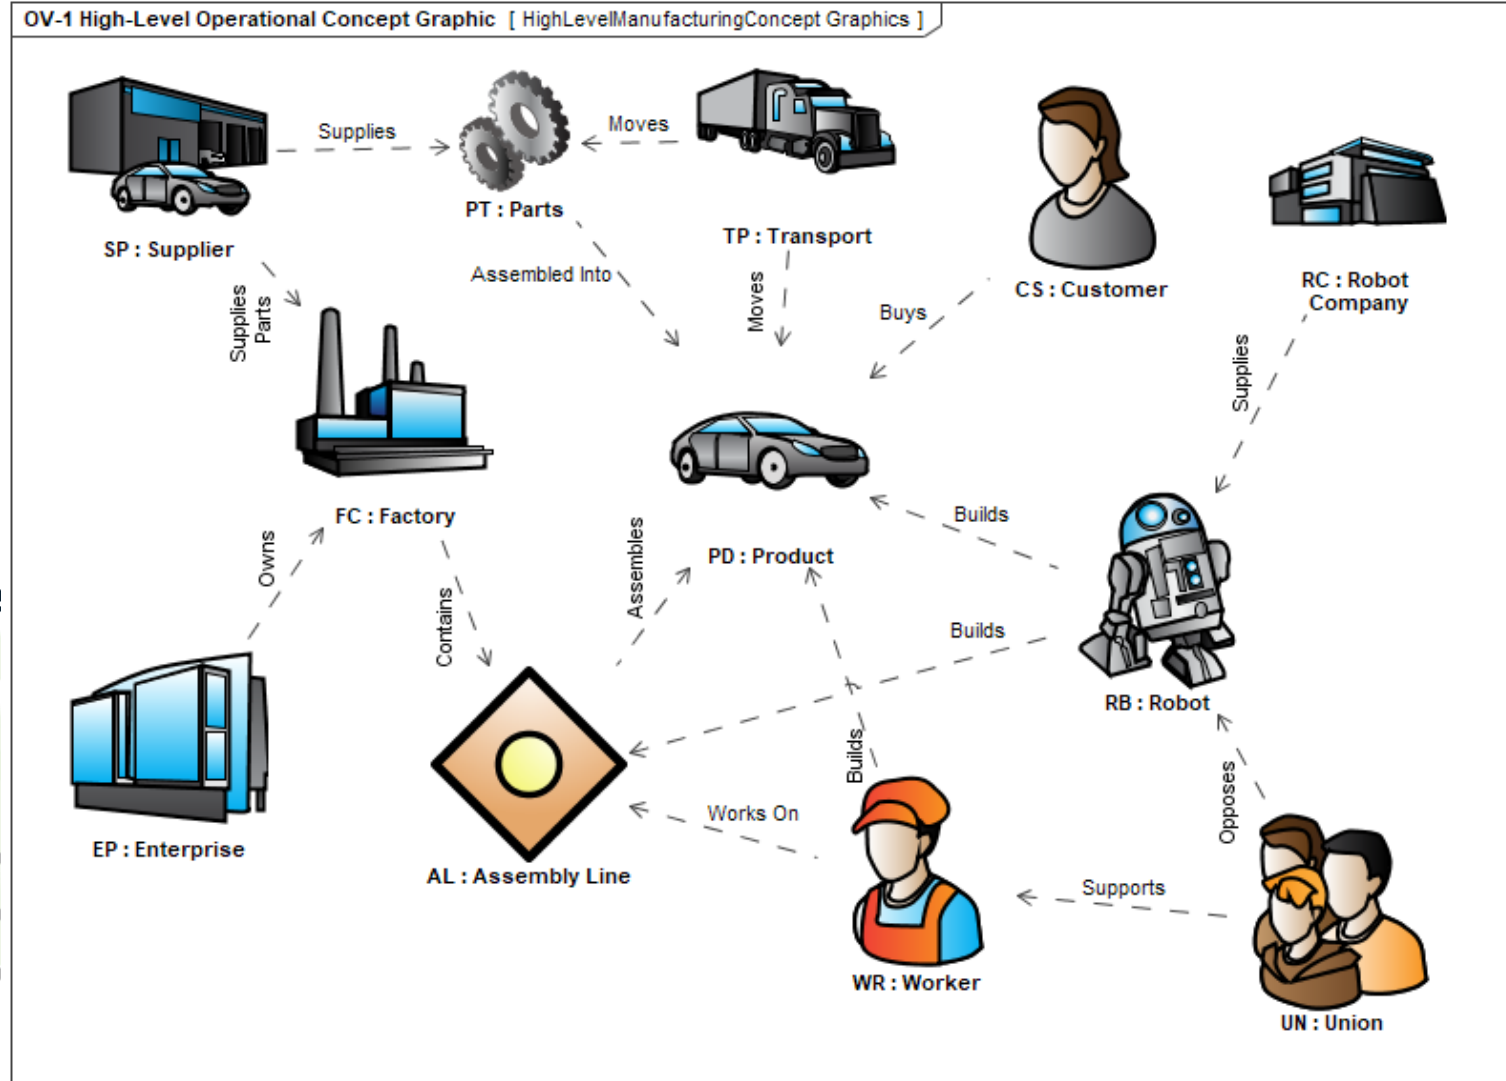 OV-1 High-Level Operational Concept Graphic [ HighLevelManufacturingConcept Graphics ]
Supplies
Moves
PT : Parts
SP : Supplier
TP : Transport
CS : Customer
RC : Robot
Company
Assembled Into
Supplies
Parts
Moves
Buys
Supplies
FC : Factory
Owns
Contains
Assembles
PD : Product
Builds
Builds
RB : Robot
Builds
Opposes
Works On
EP : Enterprise
AL : Assembly Line
Supports
WR : Worker
UN : Union